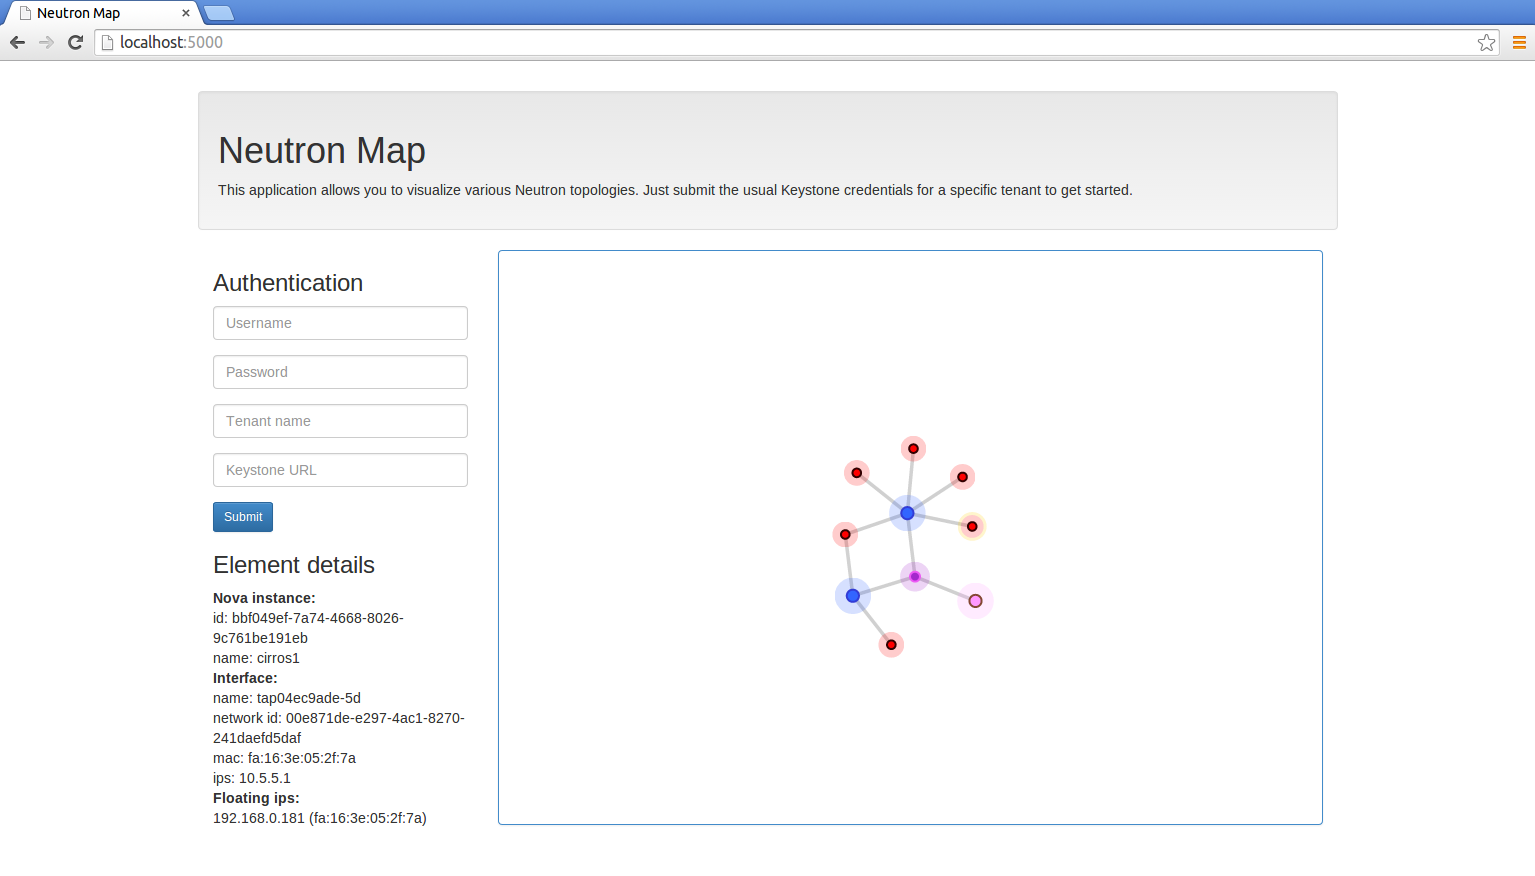 Neutron Map
localhost:5000
Neutron Map
This application allows you to visualize various Neutron topologies. Just submit the usual Keystone credentials for a specific tenant to get started.
Authentication
Username
Password
Tenant name
Keystone URL
Submit
Element details
Nova instance:
id: bbf049ef-7a74-4668-8026-
9c761be191eb
name: cirros1
Interface:
name: tap04ec9ade-5d
network id: 00e871de-e297-4ac1-8270-
241daefd5daf
mac: fa:16:3e:05:2f:7a
ips: 10.5.5.1
Floating ips:
192.168.0.181 (fa:16:3e:05:2f:7a)